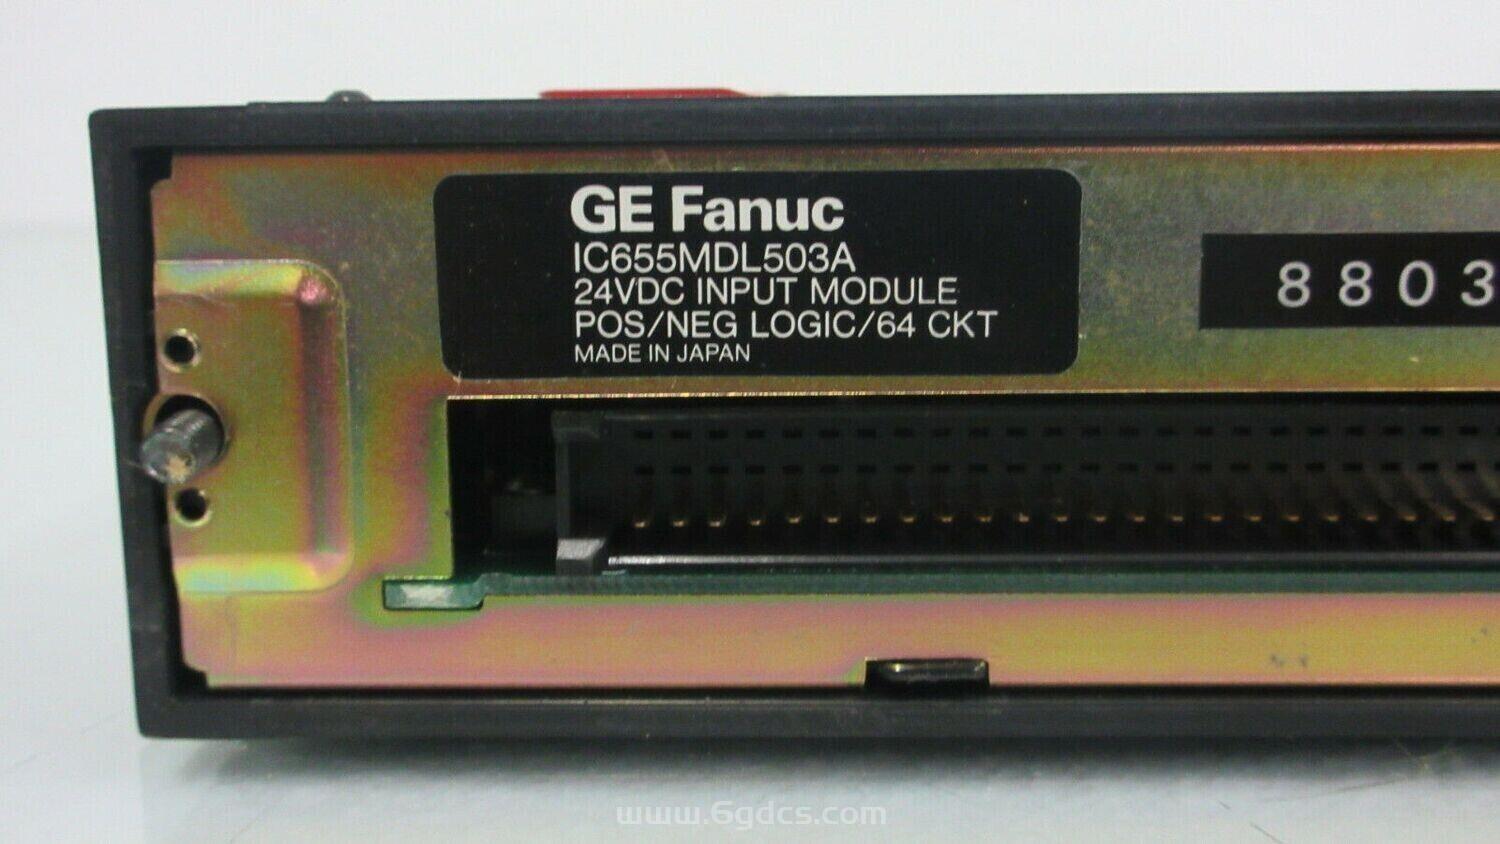 GE Fanuc
IC655MDL503A
24VDC INPUT MODULE
POS/NEG LOGIC/64 CKT
MADE IN JAPAN
8803
www.6gdcs.com